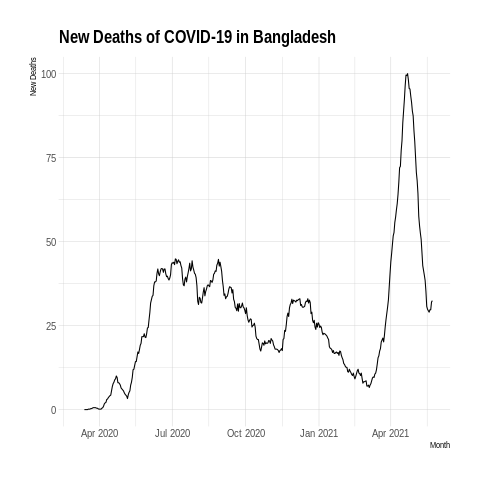 New Deaths of COVID-19 in Bangladesh
New Deaths
100
75
50
25
0
Apr 2020 Jul 2020 Oct 2020 Jan 2021 Apr 2021
Month